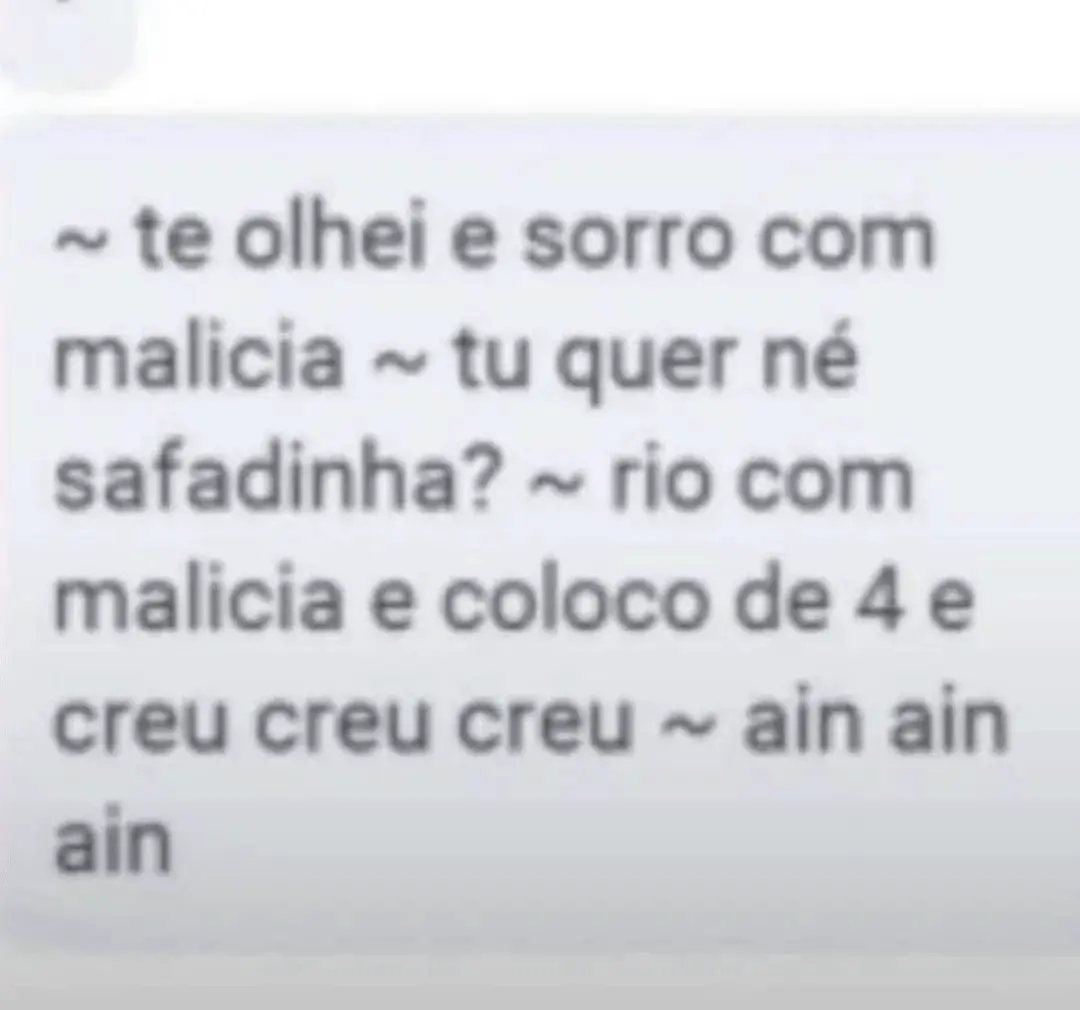 ~ te olhei e sorro com
malicia ~ tu quer né
safadinha? ~ rio com
malicia e coloco de 4 e
creu creu creu ~ ain ain
ain